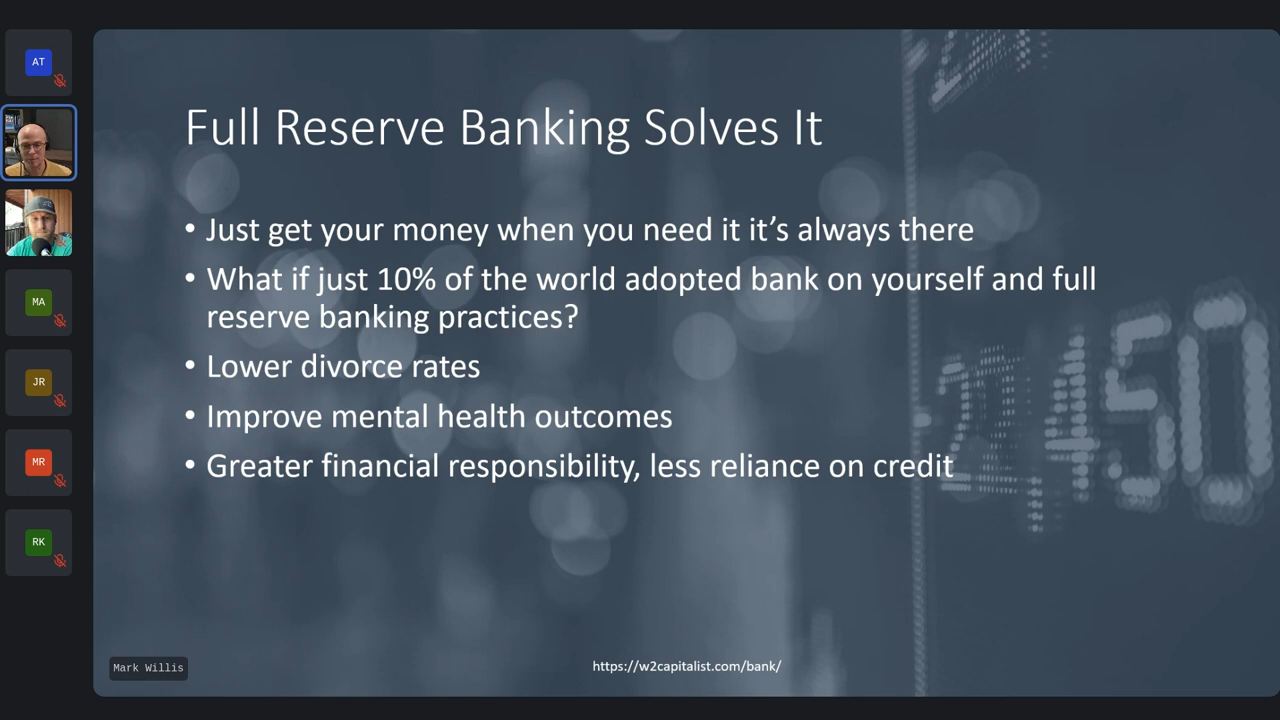 AT
MA
JR
MR
RK
Full Reserve Banking Solves It
• Just get your money when you need it it’s always there
• What if just 10% of the world adopted bank on yourself and full
reserve banking practices?
• Lower divorce rates
• Improve mental health outcomes
• Greater financial responsibility, less reliance on credit
450
Mark Willis
https://w2capitalist.com/bank/